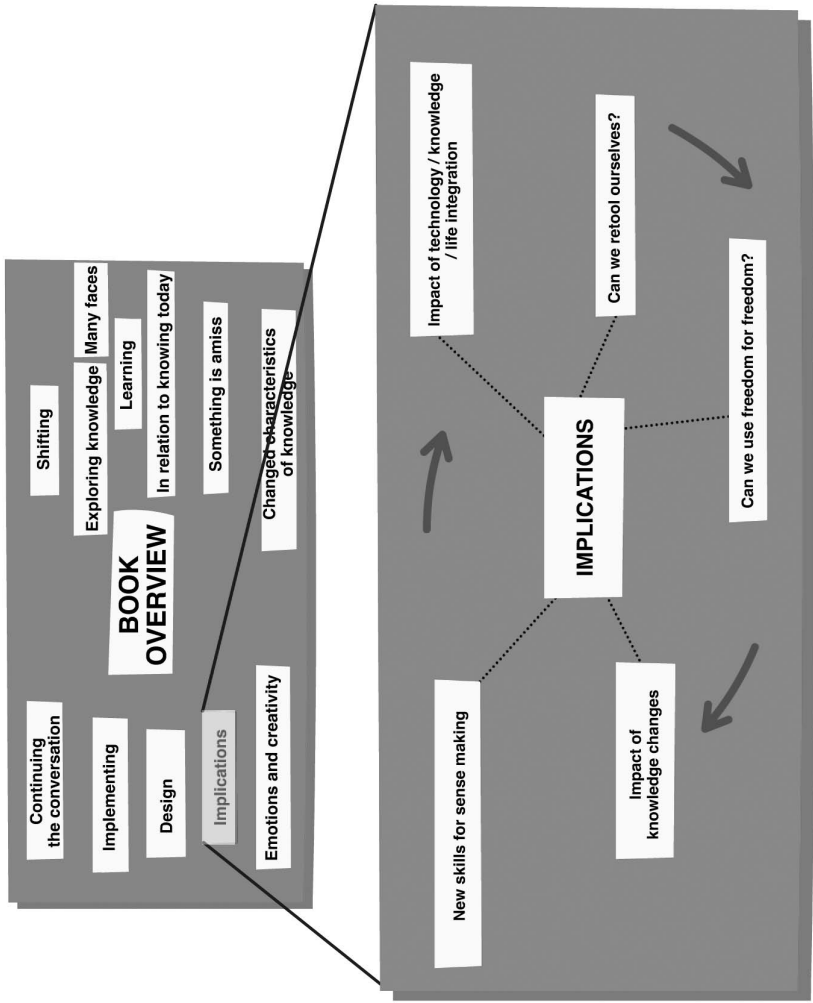 BOOK
OVERVIEW
Shifting
Exploring knowledge
Many faces
Learning
In relation to knowing today
Something is amiss
Changed characteristics
of knowledge
Emotions and creativity
Implications
Design
Implementing
Continuing
the conversation
IMPLICATIONS
Impact of technology / knowledge
/ life integration
Can we retool ourselves?
Can we use freedom for freedom?
Impact of
knowledge changes
New skills for sense making